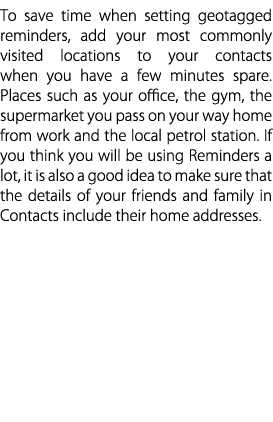 To save time when setting geotagged
reminders, add your most commonly
visited locations to your contacts
when you have a few minutes spare.
Places such as your office, the gym, the
supermarket you pass on your way home
from work and the local petrol station. If
you think you will be using Reminders a
lot, it is also a good idea to make sure that
the details of your friends and family in
Contacts include their home addresses.